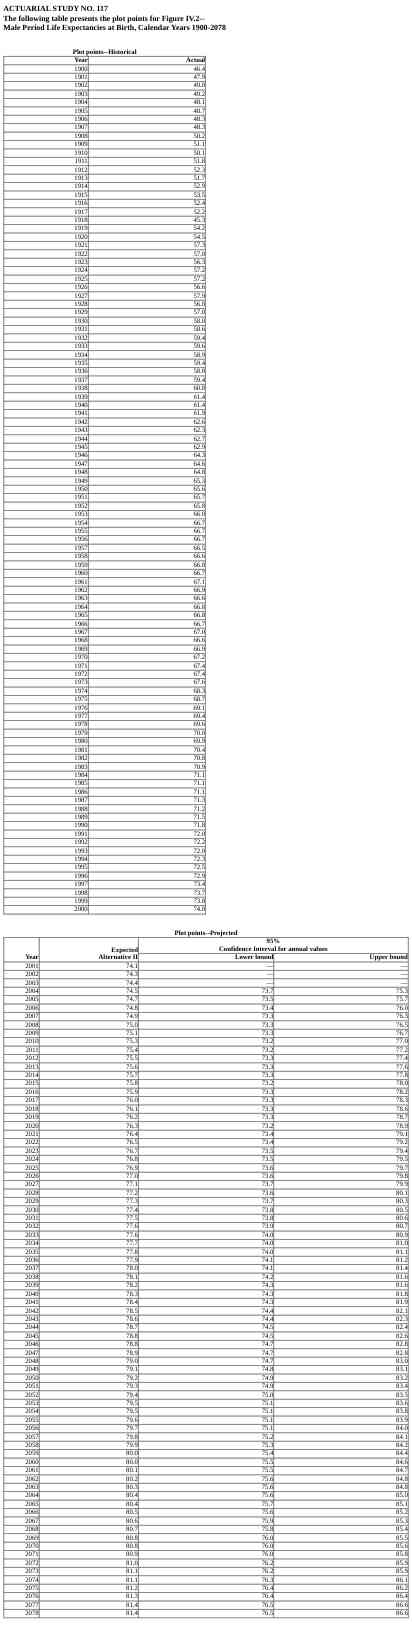 ACTUARIAL STUDY NO. 117
The following table presents the plot points for Figure IV.2--
Male Period Life Expectancies at Birth, Calendar Years 1900-2078
Plot points--Historical
Year Actual
1900 46.4
1901 47.9
1902 49.8
1903 49.2
1904 48.1
1905 48.7
1906 48.3
1907 48.3
1908 50.2
1909 51.1
1910 50.1
1911 51.8
1912 52.3
1913 51.7
1914 52.9
1915 53.5
1916 52.4
1917 52.2
1918 45.3
1919 54.2
1920 54.5
1921 57.3
1922 57.0
1923 56.3
1924 57.2
1925 57.2
1926 56.6
1927 57.9
1928 56.8
1929 57.0
1930 58.0
1931 58.6
1932 59.4
1933 59.6
1934 58.9
1935 59.4
1936 58.8
1937 59.4
1938 60.8
1939 61.4
1940 61.4
1941 61.9
1942 62.6
1943 62.3
1944 62.7
1945 62.9
1946 64.3
1947 64.6
1948 64.8
1949 65.3
1950 65.6
1951 65.7
1952 65.8
1953 66.0
1954 66.7
1955 66.7
1956 66.7
1957 66.5
1958 66.6
1959 66.8
1960 66.7
1961 67.1
1962 66.9
1963 66.6
1964 66.8
1965 66.8
1966 66.7
1967 67.0
1968 66.6
1969 66.9
1970 67.2
1971 67.4
1972 67.4
1973 67.6
1974 68.3
1975 68.7
1976 69.1
1977 69.4
1978 69.6
1979 70.0
1980 69.9
1981 70.4
1982 70.8
1983 70.9
1984 71.1
1985 71.1
1986 71.1
1987 71.3
1988 71.2
1989 71.5
1990 71.8
1991 72.0
1992 72.2
1993 72.0
1994 72.3
1995 72.5
1996 72.9
1997 73.4
1998 73.7
1999 73.8
2000 74.0
Plot points--Projected
95%
Expected Confidence Interval for annual values
Year Alternative II Lower bound Upper bound
2001 74.1 — —
2002 74.3 — —
2003 74.4 — —
2004 74.5 73.7 75.3
2005 74.7 73.5 75.7
2006 74.8 73.4 76.0
2007 74.9 73.3 76.3
2008 75.0 73.3 76.5
2009 75.1 73.3 76.7
2010 75.3 73.2 77.0
2011 75.4 73.2 77.2
2012 75.5 73.3 77.4
2013 75.6 73.3 77.6
2014 75.7 73.3 77.8
2015 75.8 73.2 78.0
2016 75.9 73.3 78.2
2017 76.0 73.3 78.3
2018 76.1 73.3 78.6
2019 76.2 73.3 78.7
2020 76.3 73.2 78.9
2021 76.4 73.4 79.1
2022 76.5 73.4 79.2
2023 76.7 73.5 79.4
2024 76.8 73.5 79.5
2025 76.9 73.6 79.7
2026 77.0 73.6 79.8
2027 77.1 73.7 79.9
2028 77.2 73.6 80.1
2029 77.3 73.7 80.3
2030 77.4 73.8 80.5
2031 77.5 73.8 80.6
2032 77.6 73.9 80.7
2033 77.6 74.0 80.9
2034 77.7 74.0 81.0
2035 77.8 74.0 81.1
2036 77.9 74.1 81.2
2037 78.0 74.1 81.4
2038 78.1 74.2 81.6
2039 78.2 74.3 81.6
2040 78.3 74.3 81.8
2041 78.4 74.3 81.9
2042 78.5 74.4 82.1
2043 78.6 74.4 82.3
2044 78.7 74.5 82.4
2045 78.8 74.5 82.6
2046 78.8 74.7 82.8
2047 78.9 74.7 82.8
2048 79.0 74.7 83.0
2049 79.1 74.8 83.1
2050 79.2 74.9 83.2
2051 79.3 74.9 83.4
2052 79.4 75.0 83.5
2053 79.5 75.1 83.6
2054 79.5 75.1 83.8
2055 79.6 75.1 83.9
2056 79.7 75.1 84.0
2057 79.8 75.2 84.1
2058 79.9 75.3 84.2
2059 80.0 75.4 84.4
2060 80.0 75.5 84.6
2061 80.1 75.5 84.7
2062 80.2 75.6 84.8
2063 80.3 75.6 84.8
2064 80.4 75.6 85.0
2065 80.4 75.7 85.1
2066 80.5 75.6 85.2
2067 80.6 75.9 85.3
2068 80.7 75.8 85.4
2069 80.8 76.0 85.5
2070 80.8 76.0 85.6
2071 80.9 76.0 85.8
2072 81.0 76.2 85.9
2073 81.1 76.2 85.9
2074 81.1 76.3 86.1
2075 81.2 76.4 86.2
2076 81.3 76.4 86.4
2077 81.4 76.5 86.6
2078 81.4 76.5 86.6